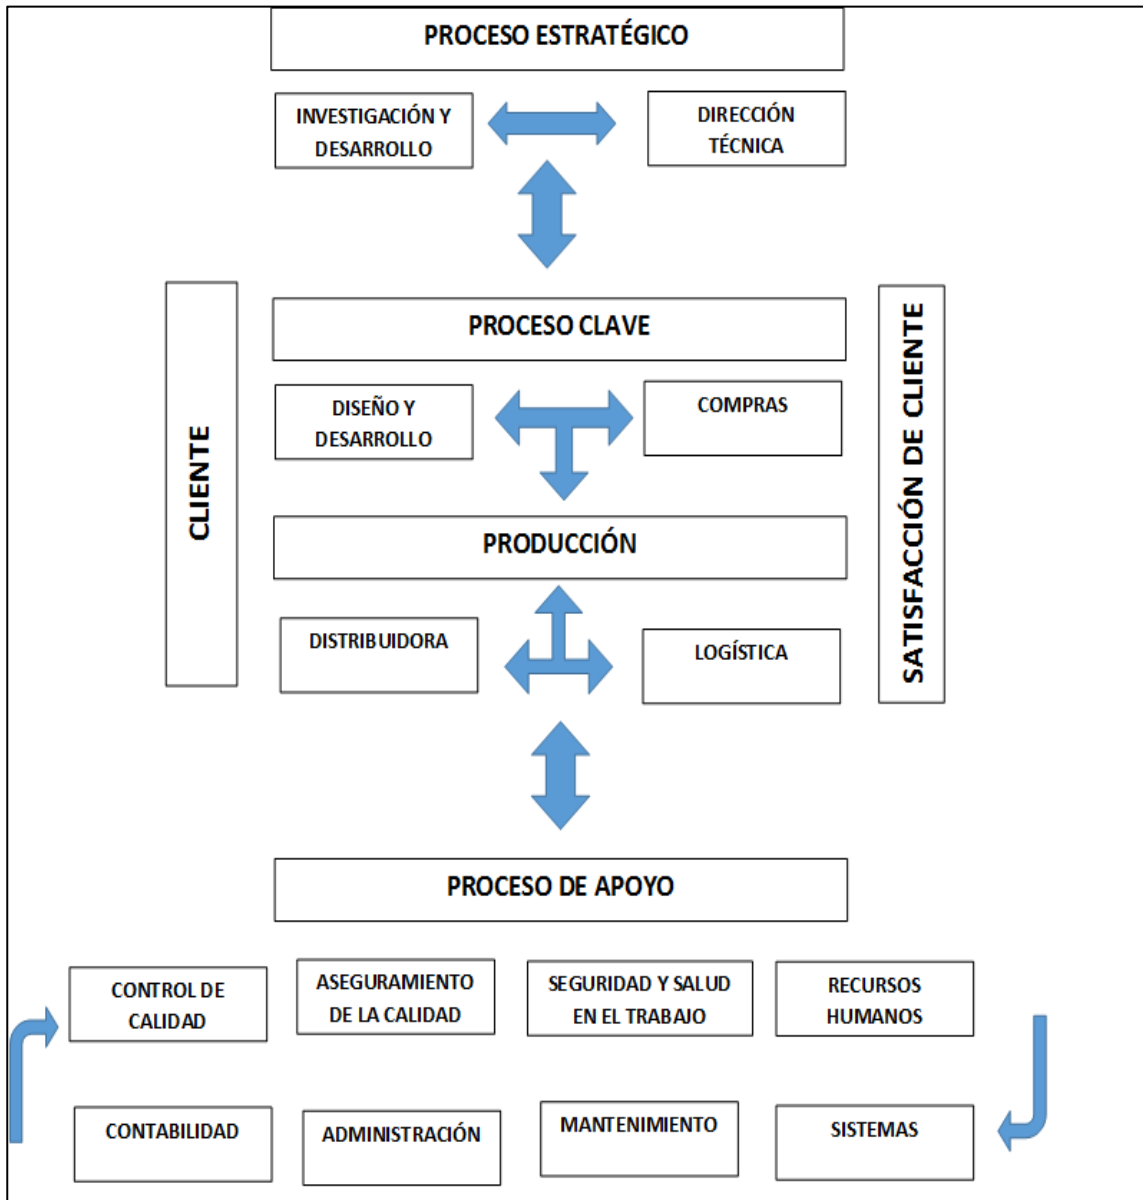 PROCESO ESTRATÉGICO
INVESTIGACIÓN Y
DESARROLLO
DIRECCIÓN
TÉCNICA
CLIENTE
PROCESO CLAVE
DISEÑO Y
DESARROLLO
COMPRAS
PRODUCCIÓN
DISTRIBUIDORA
LOGÍSTICA
SATISFACCIÓN DE CLIENTE
PROCESO DE APOYO
CONTROL DE
CALIDAD
ASEGURAMIENTO
DE LA CALIDAD
SEGURIDAD Y SALUD
EN EL TRABAJO
RECURSOS
HUMANOS
CONTABILIDAD
ADMINISTRACIÓN
MANTENIMIENTO
SISTEMAS